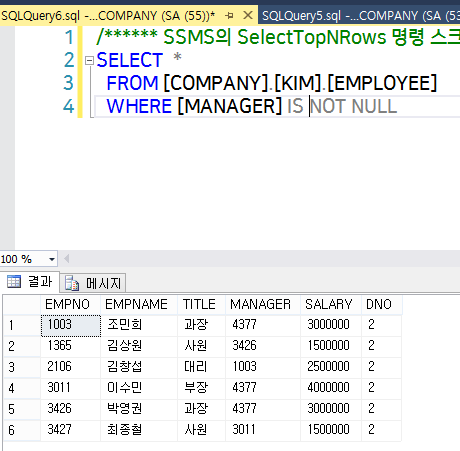 SQLQuery6.sql -...COMPANY (SA (55))* SQLQuery5.sql -...COMPANY (SA (53
1 /****** SSMS의 SelectTopNRows 명령 스크
2 SELECT *
3 FROM [COMPANY].[KIM].[EMPLOYEE]
4 WHERE [MANAGER] IS NOT NULL
100 %
결과 메시지
EMPNO EMPNAME TITLE MANAGER SALARY DNO
1 1003 조민희 과장 4377 3000000 2
2 1365 김상원 사원 3426 1500000 2
3 2106 김창섭 대리 1003 2500000 2
4 3011 이수민 부장 4377 4000000 2
5 3426 박영권 과장 4377 3000000 2
6 3427 최종철 사원 3011 1500000 2